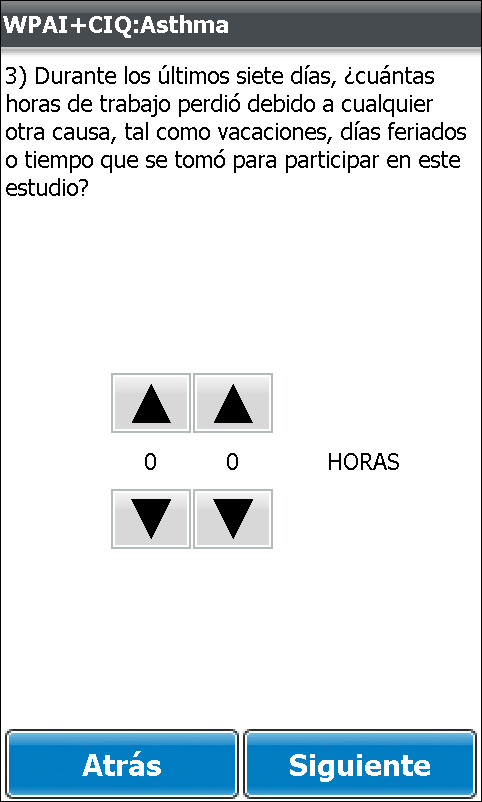 WPAI+CIQ:Asthma
3) Durante los últimos siete días, ¿cuántas
horas de trabajo perdió debido a cualquier
otra causa, tal como vacaciones, días feriados
o tiempo que se tomó para participar en este
estudio?
0 0 HORAS
Atrás Siguiente